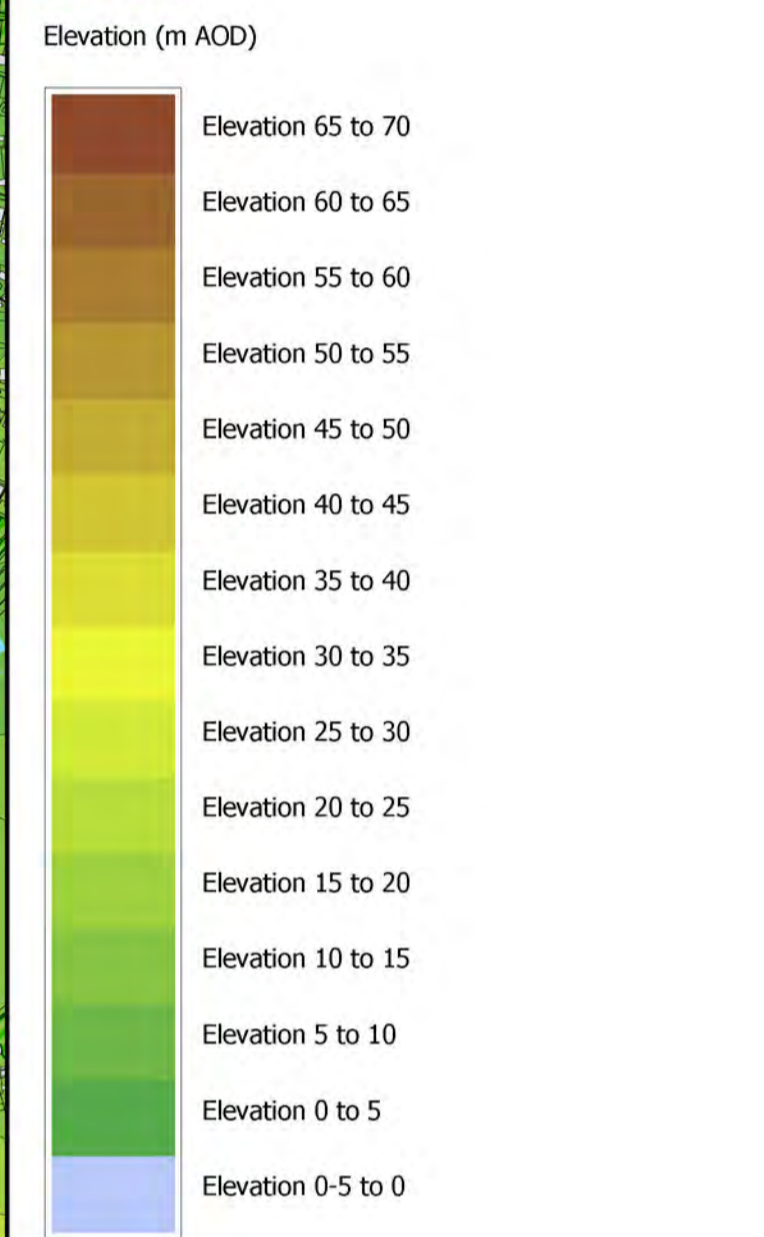 Elevation (m AOD)
Elevation 65 to 70
Elevation 60 to 65
Elevation 55 to 60
Elevation 50 to 55
Elevation 45 to 50
Elevation 40 to 45
Elevation 35 to 40
Elevation 30 to 35
Elevation 25 to 30
Elevation 20 to 25
Elevation 15 to 20
Elevation 10 to 15
Elevation 5 to 10
Elevation 0 to 5
Elevation 0-5 to 0